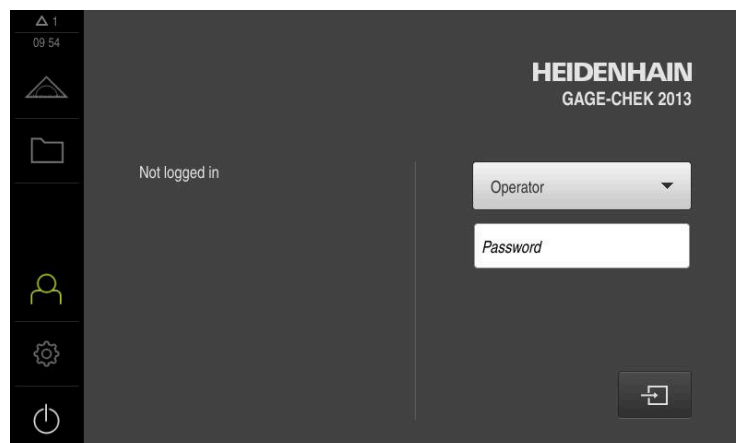 1
09 54
HEIDENHAIN
GAGE-CHEK 2013
Not logged in
Operator
Password